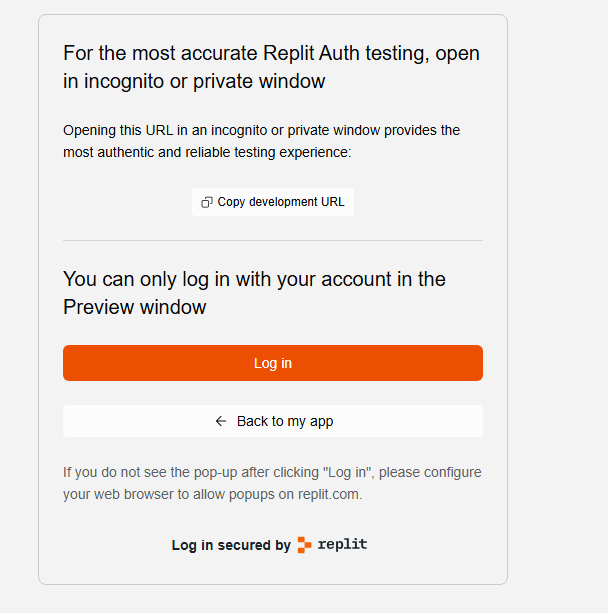 For the most accurate Replit Auth testing, open
in incognito or private window
Opening this URL in an incognito or private window provides the
most authentic and reliable testing experience:
Copy development URL
You can only log in with your account in the
Preview window
Log in
Back to my app
If you do not see the pop-up after clicking "Log in", please configure
your web browser to allow popups on replit.com.
Log in secured by replit